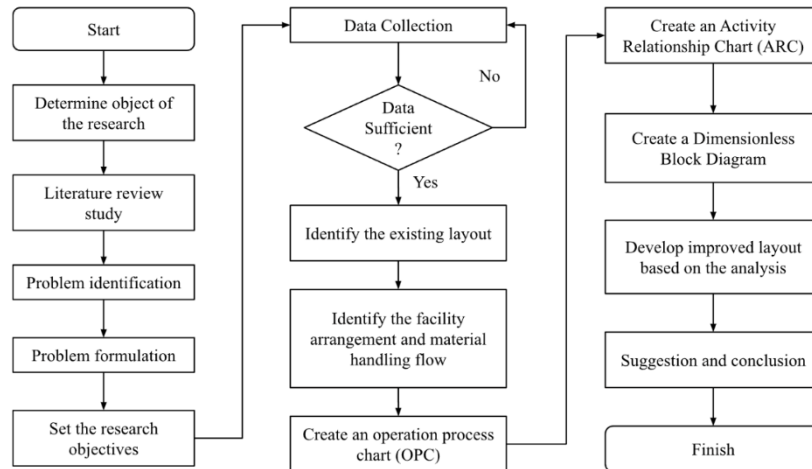 Start
Determine object of
the research
Literature review
study
Problem identification
Problem formulation
Set the research
objectives
Data Collection
No
Data
Sufficient
?
Yes
Identify the existing layout
Identify the facility
arrangement and material
handling flow
Create an operation process
chart (OPC)
Create an Activity
Relationship Chart (ARC)
Create a Dimensionless
Block Diagram
Develop improved layout
based on the analysis
Suggestion and conclusion
Finish